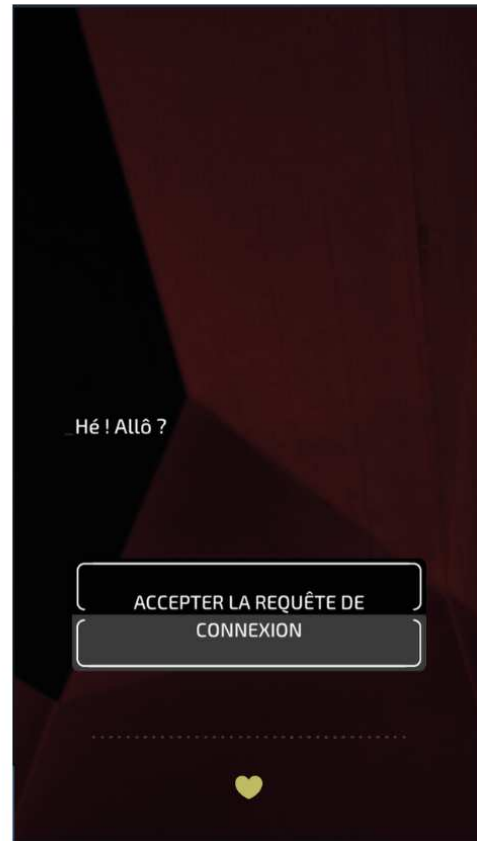 _Hé ! Allô ?
ACCEPTER LA REQUÊTE DE
CONNEXION